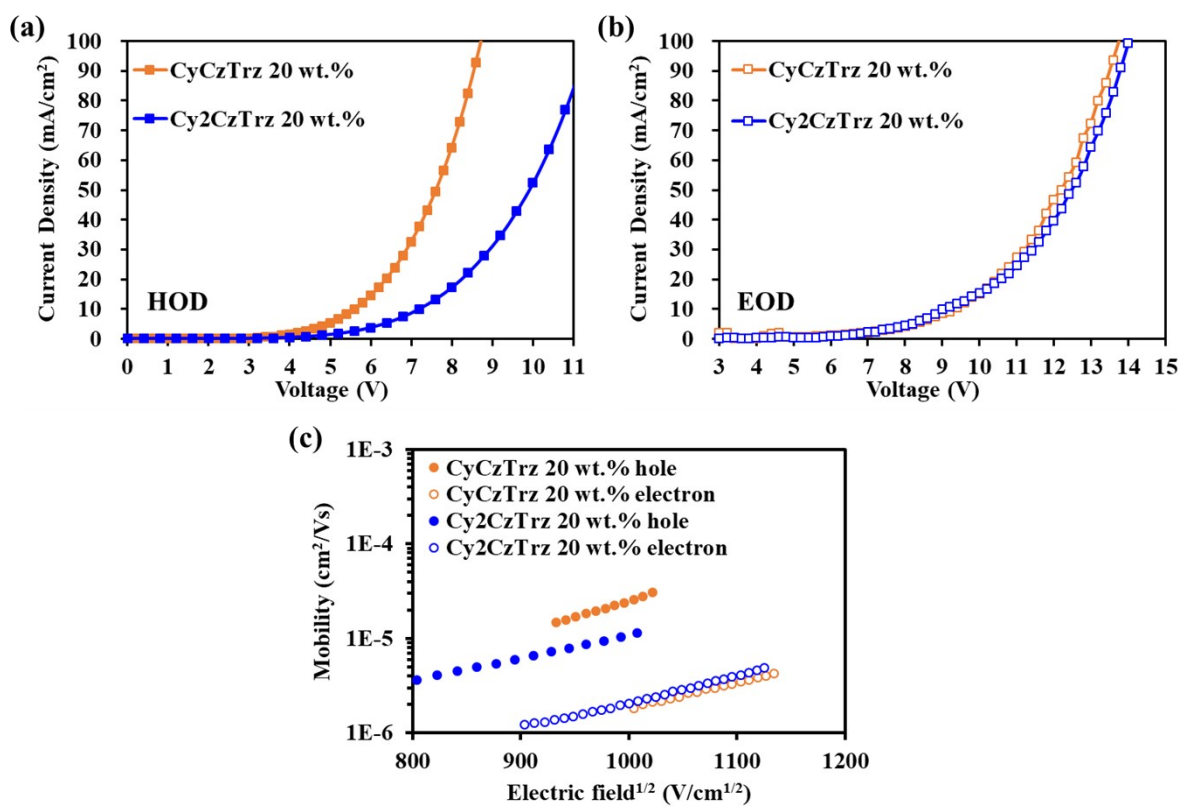 (a)
100
90
80
70
60
50
40
30
20
10
0
Current Density (mA/cm²)
CyCzTrz 20 wt.%
Cy2CzTrz 20 wt.%
HOD
0 1 2 3 4 5 6 7 8 9 10 11
Voltage (V)
(b)
100
90
80
70
60
50
40
30
20
10
0
Current Density (mA/cm²)
CyCzTrz 20 wt.%
Cy2CzTrz 20 wt.%
EOD
3 4 5 6 7 8 9 10 11 12 13 14 15
Voltage (V)
(c)
1E-3
1E-4
1E-5
1E-6
Mobility (cm²/Vs)
CyCzTrz 20 wt.% hole
CyCzTrz 20 wt.% electron
Cy2CzTrz 20 wt.% hole
Cy2CzTrz 20 wt.% electron
800 900 1000 1100 1200
Electric field¹ᐟ² (V/cm¹ᐟ²)